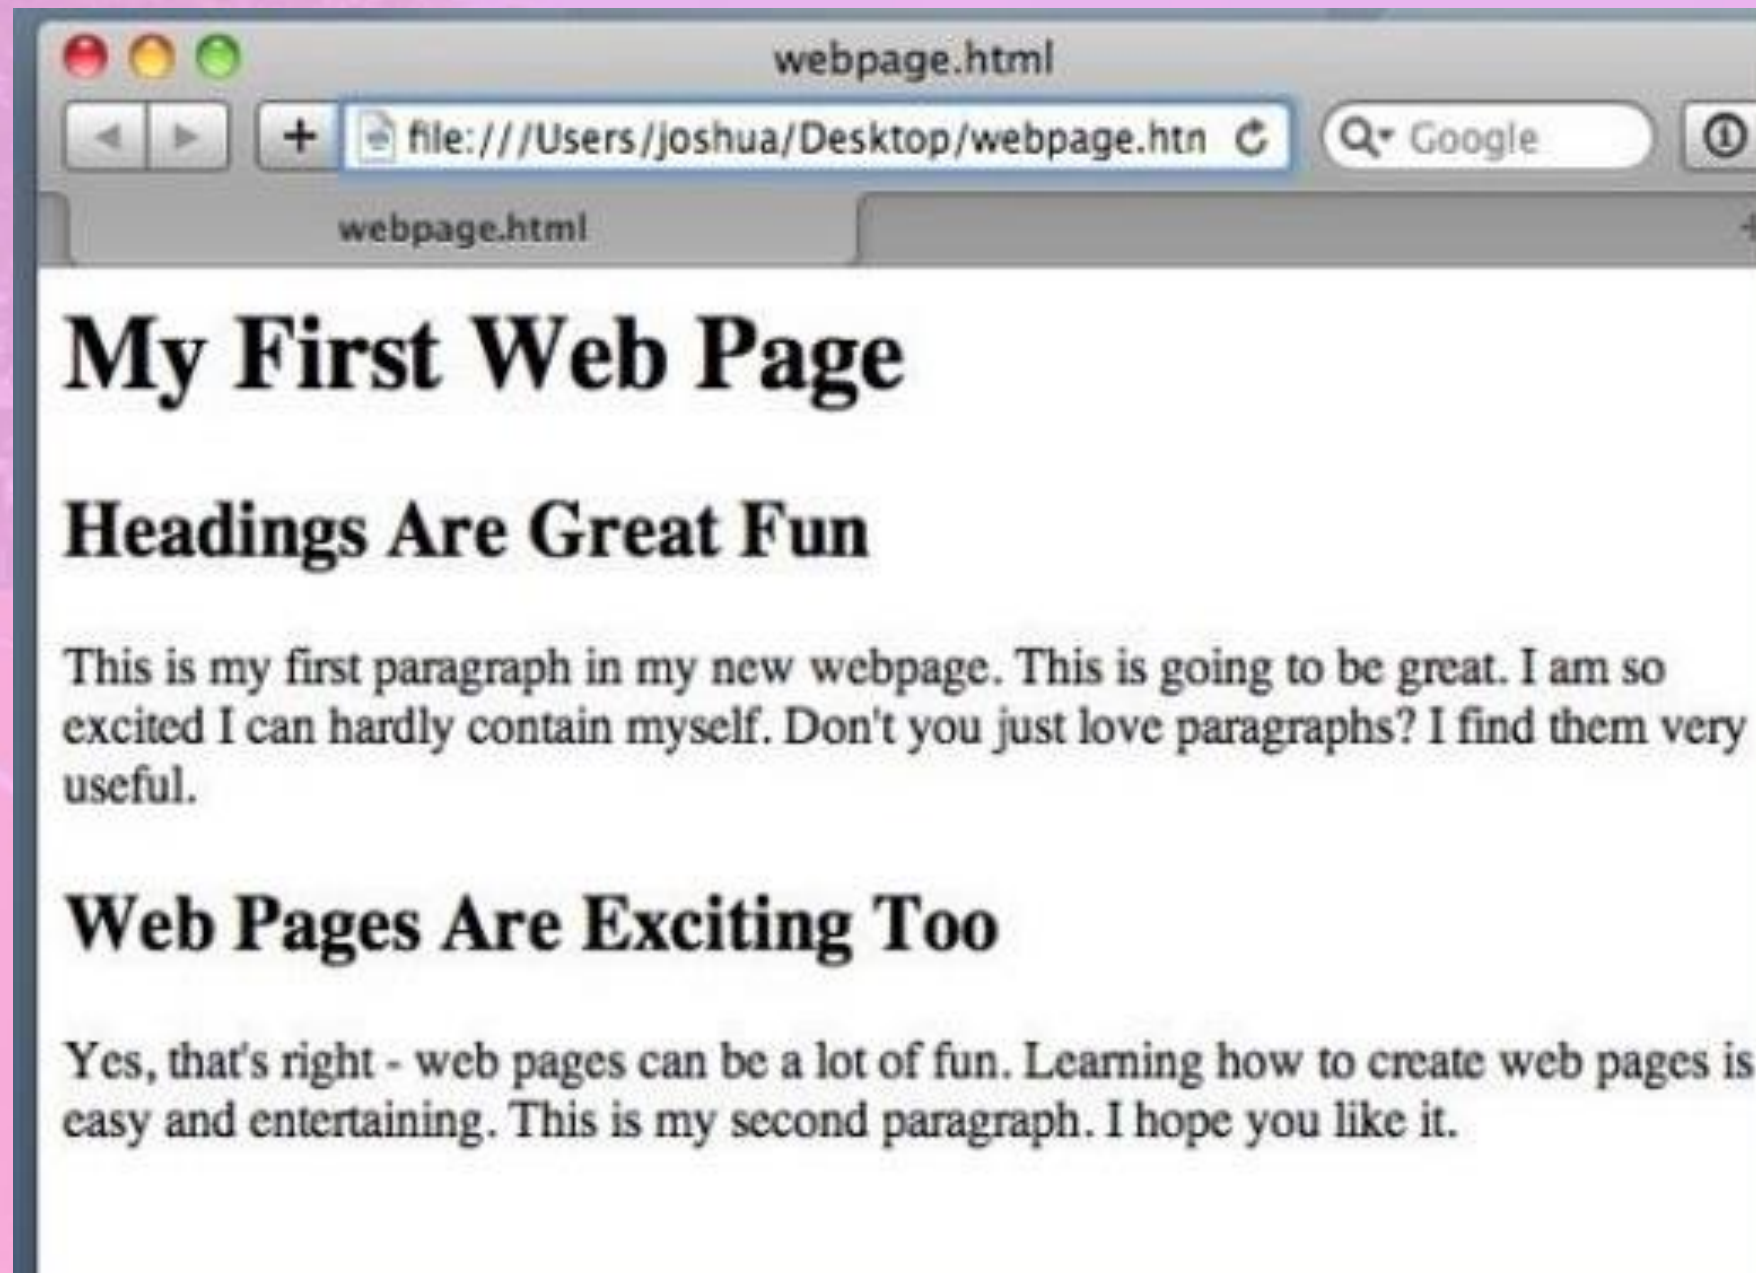 webpage.html
+ file:///Users/joshua/Desktop/webpage.htn Google
webpage.html +
My First Web Page
Headings Are Great Fun
This is my first paragraph in my new webpage. This is going to be great. I am so
excited I can hardly contain myself. Don't you just love paragraphs? I find them very
useful.
Web Pages Are Exciting Too
Yes, that's right - web pages can be a lot of fun. Learning how to create web pages is
easy and entertaining. This is my second paragraph. I hope you like it.